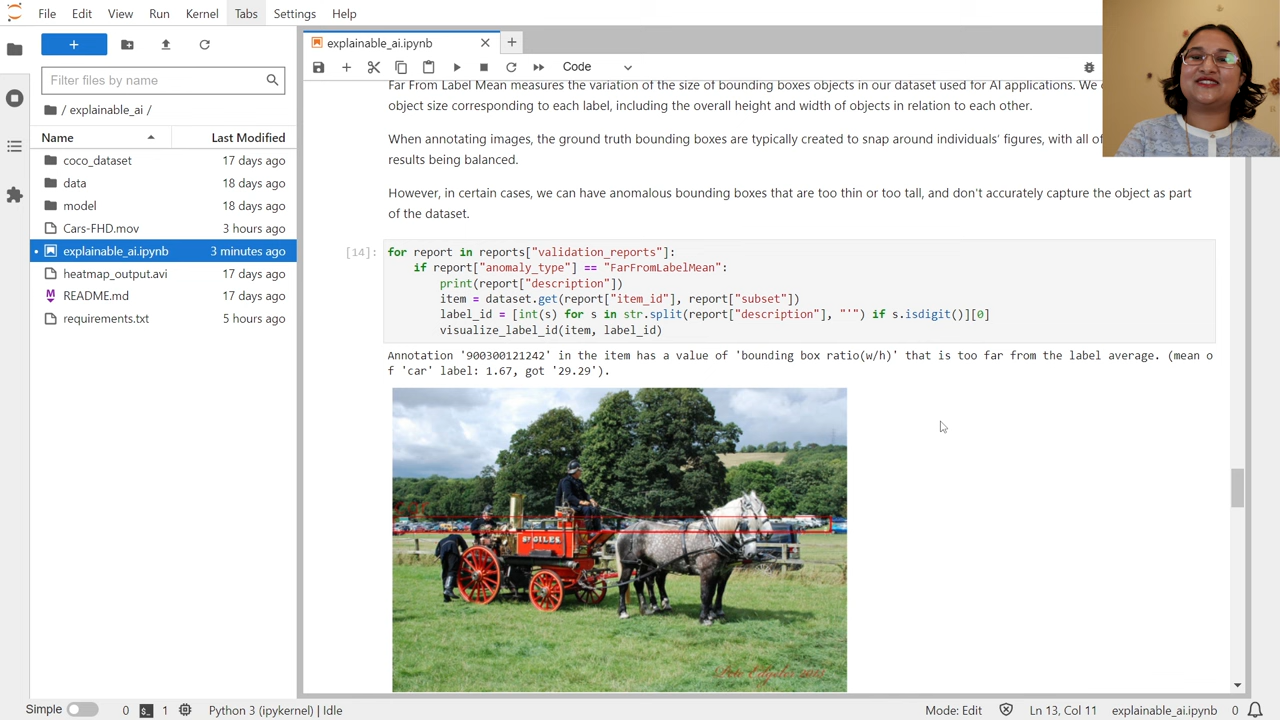 File Edit View Run Kernel Tabs Settings Help
explainable_ai.ipynb
Filter files by name
Code
/ explainable_ai /
Name Last Modified
coco_dataset 17 days ago
data 18 days ago
model 18 days ago
Cars-FHD.mov 3 hours ago
explainable_ai.ipynb 3 minutes ago
heatmap_output.avi 17 days ago
README.md 17 days ago
requirements.txt 5 hours ago
Far From Label Mean measures the variation of the size of bounding boxes objects in our dataset used for AI applications. We
object size corresponding to each label, including the overall height and width of objects in relation to each other.
When annotating images, the ground truth bounding boxes are typically created to snap around individuals' figures, with all of
results being balanced.
However, in certain cases, we can have anomalous bounding boxes that are too thin or too tall, and don't accurately capture the object as part
of the dataset.
[14]:
for report in reports["validation_reports"]:
if report["anomaly_type"] == "FarFromLabelMean":
print(report["description"])
item = dataset.get(report["item_id"], report["subset"])
label_id = [int(s) for s in str.split(report["description"], "'") if s.isdigit()][0]
visualize_label_id(item, label_id)
Annotation '900300121242' in the item has a value of 'bounding box ratio(w/h)' that is too far from the label average. (mean o
f 'car' label: 1.67, got '29.29').
ST GILES
Simple 0 1 Python 3 (ipykernel) | Idle Mode: Edit Ln 13, Col 11 explainable_ai.ipynb 0